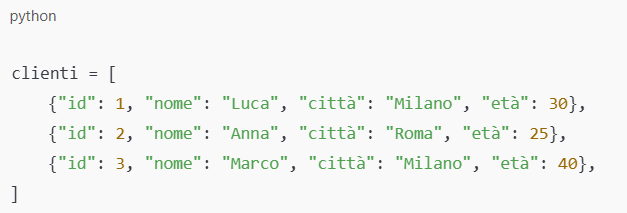 python
clienti = [
    {"id": 1, "nome": "Luca", "città": "Milano", "età": 30},
    {"id": 2, "nome": "Anna", "città": "Roma", "età": 25},
    {"id": 3, "nome": "Marco", "città": "Milano", "età": 40},
]